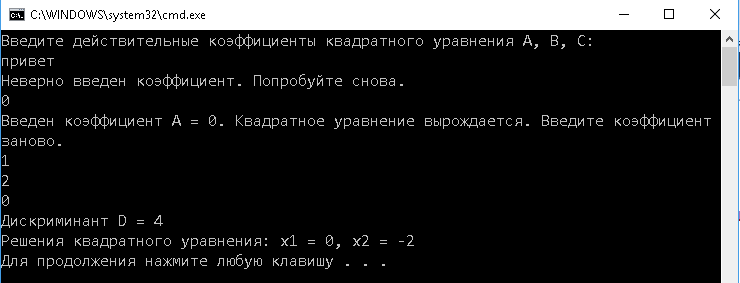 C:\WINDOWS\system32\cmd.exe
Введите действительные коэффициенты квадратного уравнения A, B, C:
привет
Неверно введен коэффициент. Попробуйте снова.
0
Введен коэффициент A = 0. Квадратное уравнение вырождается. Введите коэффициент
заново.
1
2
0
Дискриминант D = 4
Решения квадратного уравнения: x1 = 0, x2 = -2
Для продолжения нажмите любую клавишу . . .